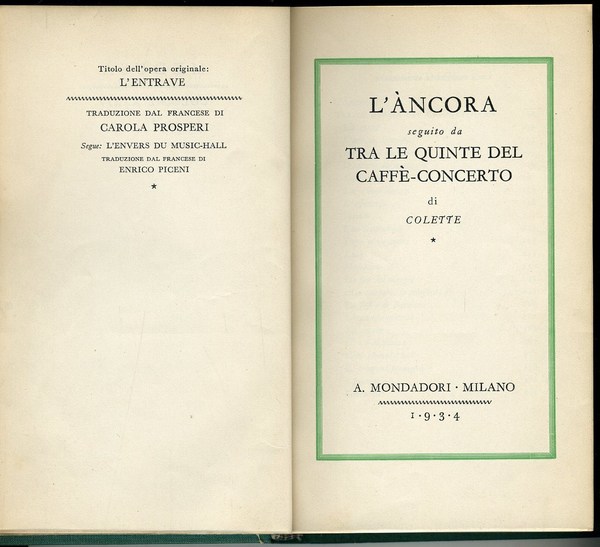 Titolo dell'opera originale:
L'ENTRAVE
TRADUZIONE DAL FRANCESE DI
CAROLA PROSPERI
Segue: L'ENVERS DU MUSIC-HALL
TRADUZIONE DAL FRANCESE DI
ENRICO PICENI
★
L'ÀNCORA
seguito da
TRA LE QUINTE DEL
CAFFÈ-CONCERTO
di
COLETTE
★
A. MONDADORI · MILANO
1·9·3·4